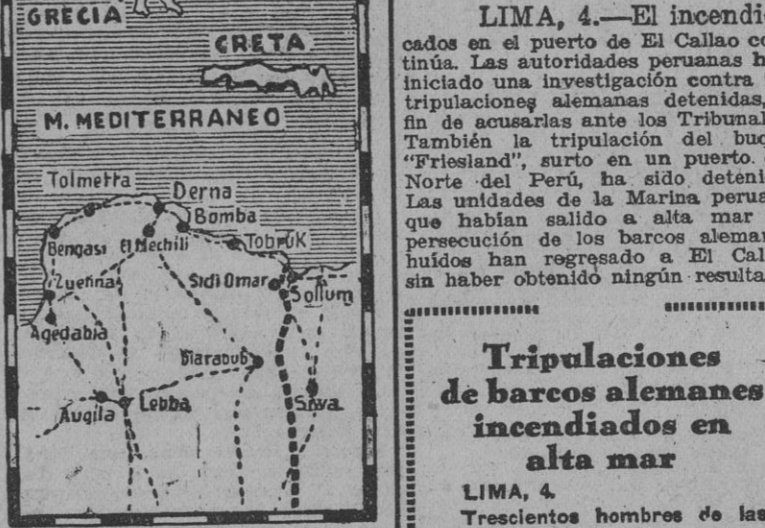 GRECIA
CRETA
M. MEDITERRANEO
Tolmetta
Derna
Bomba
Bengasi
El Mechili
Tobruk
Zuetina
Sidi Omar
Sollum
Agedabia
Giarabub
Augila
Lebba
Siwa
LIMA, 4.—El incendi
cados en el puerto de El Callao co
tinúa. Las autoridades peruanas h
iniciado una investigación contra
tripulaciones alemanas detenidas,
fin de acusarlas ante los Tribunal
También la tripulación del buq
"Friesland", surto en un puerto.
Norte del Perú, ha sido deteni
Las unidades de la Marina perua
que habían salido a alta mar
persecución de los barcos aleman
huídos han regresado a El Cal
sin haber obtenido ningún resulta
Tripulaciones
de barcos alemanes
incendiados en
alta mar
LIMA, 4.
Trescientos hombres de las